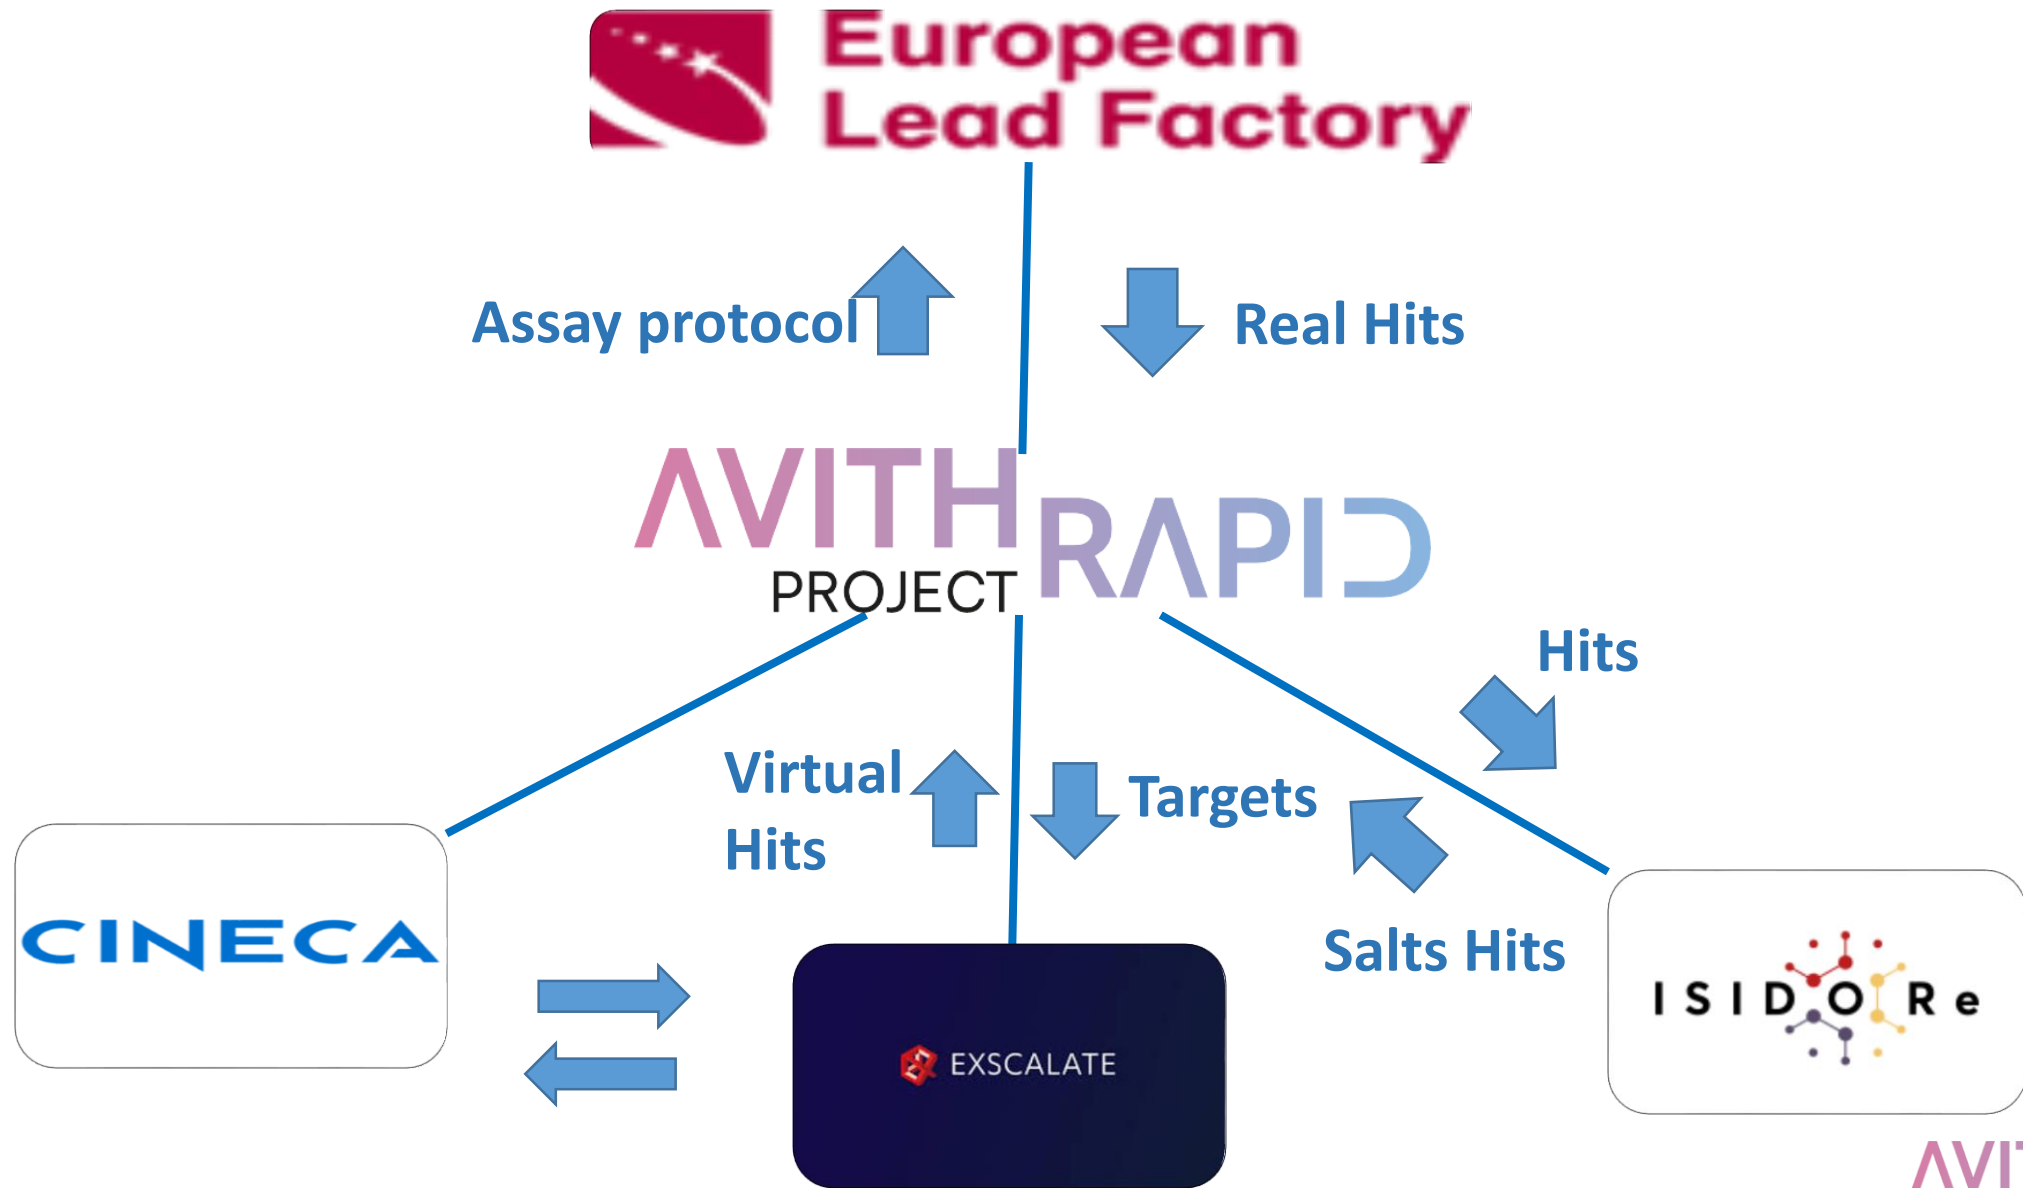 European
Lead Factory
Assay protocol
Real Hits
AVITH
RAPID
PROJECT
Hits
Virtual
Hits
Targets
Salts Hits
CINECA
EXSCALATE
ISIDORe
AVI